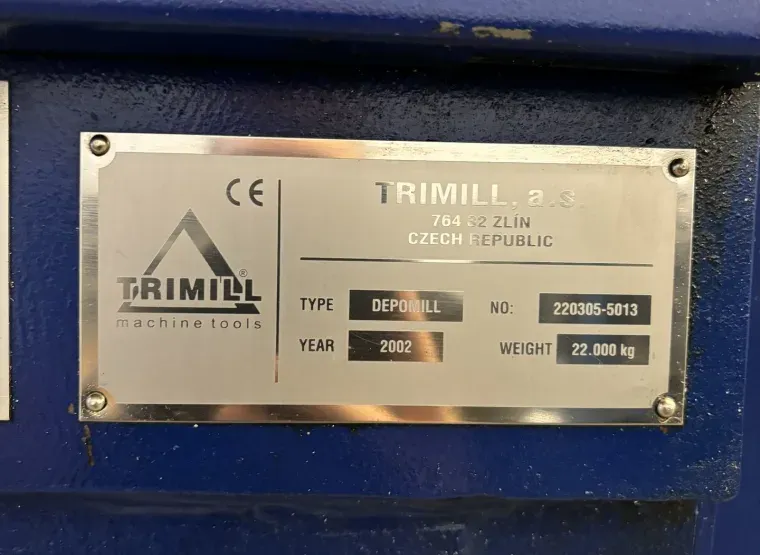 CE
TRIMILL®
machine tools
TRIMILL, a.s.
764 32 ZLÍN
CZECH REPUBLIC
TYPE DEPOMILL NO: 220305-5013
YEAR 2002 WEIGHT 22.000 kg